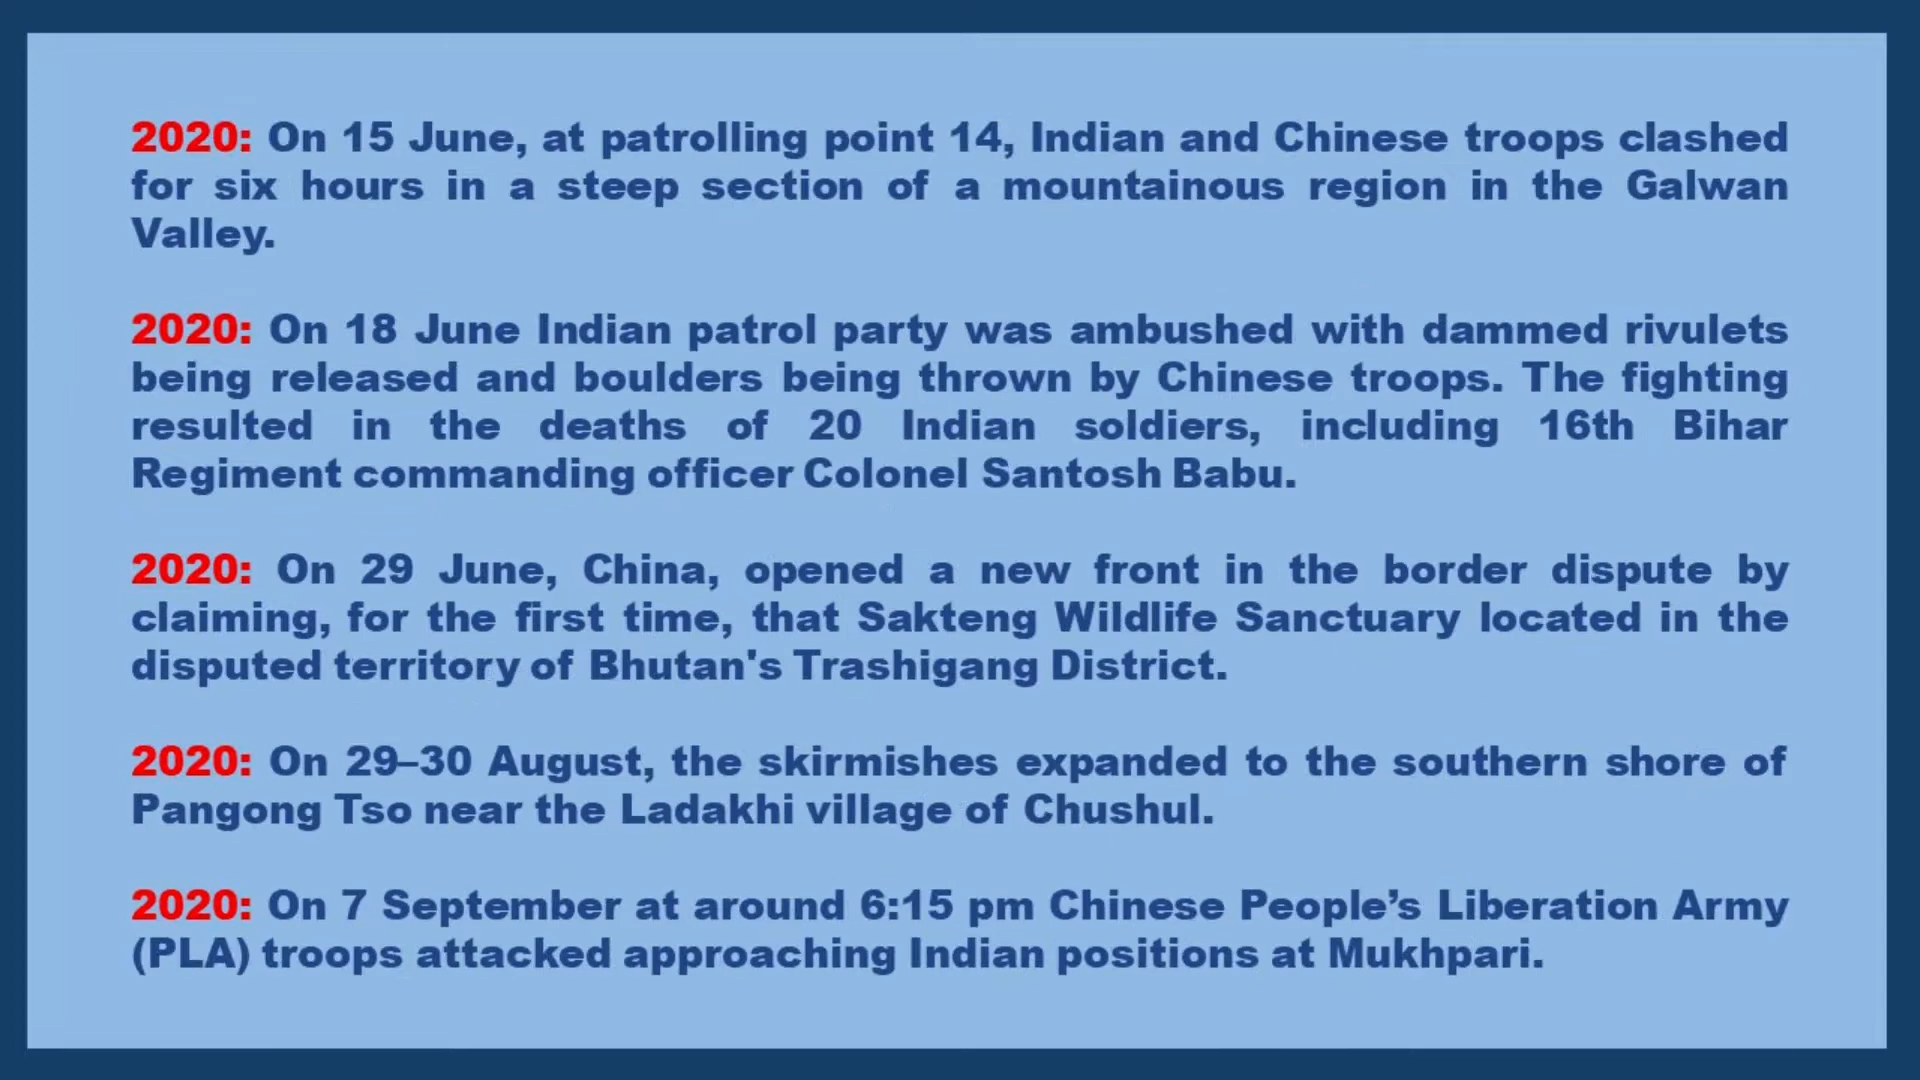 2020: On 15 June, at patrolling point 14, Indian and Chinese troops clashed
for six hours in a steep section of a mountainous region in the Galwan
Valley.
2020: On 18 June Indian patrol party was ambushed with dammed rivulets
being released and boulders being thrown by Chinese troops. The fighting
resulted in the deaths of 20 Indian soldiers, including 16th Bihar
Regiment commanding officer Colonel Santosh Babu.
2020: On 29 June, China, opened a new front in the border dispute by
claiming, for the first time, that Sakteng Wildlife Sanctuary located in the
disputed territory of Bhutan's Trashigang District.
2020: On 29–30 August, the skirmishes expanded to the southern shore of
Pangong Tso near the Ladakhi village of Chushul.
2020: On 7 September at around 6:15 pm Chinese People’s Liberation Army
(PLA) troops attacked approaching Indian positions at Mukhpari.